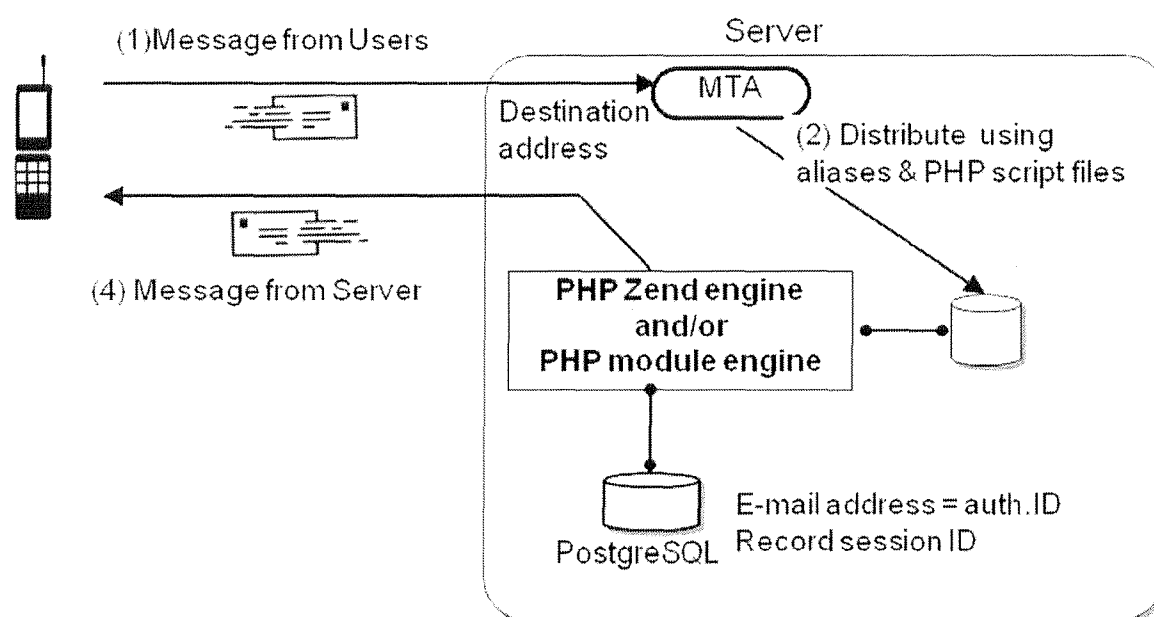 (1)Message from Users
Server
MTA
Destination
address
(2) Distribute using
aliases & PHP script files
(4) Message from Server
PHP Zend engine
and/or
PHP module engine
E-mail address = auth.ID
Record session ID
PostgreSQL